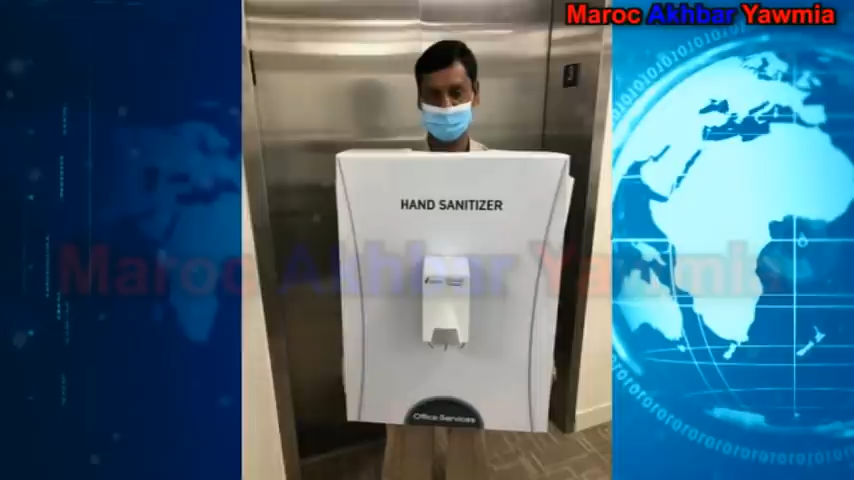 Maroc Akhbar Yawmia
HAND SANITIZER
Maroc Akhbar Yawmia
Office Services